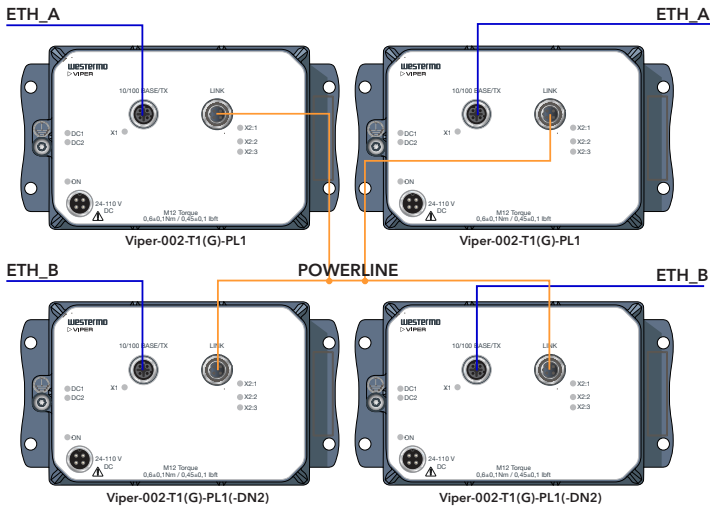 ETH_A
ETH_A
WESTERMO
VIPER
10/100 BASE/TX
LINK
X1
X2:1
X2:2
X2:3
DC1
DC2
ON
24-110 V
DC
M12 Torque
0,6±0,1Nm / 0,45±0,1 lbft
Viper-002-T1(G)-PL1
WESTERMO
VIPER
10/100 BASE/TX
LINK
X1
X2:1
X2:2
X2:3
DC1
DC2
ON
24-110 V
DC
M12 Torque
0,6±0,1Nm / 0,45±0,1 lbft
Viper-002-T1(G)-PL1
ETH_B
POWERLINE
ETH_B
WESTERMO
VIPER
10/100 BASE/TX
LINK
X1
X2:1
X2:2
X2:3
DC1
DC2
ON
24-110 V
DC
M12 Torque
0,6±0,1Nm / 0,45±0,1 lbft
Viper-002-T1(G)-PL1(-DN2)
WESTERMO
VIPER
10/100 BASE/TX
LINK
X1
X2:1
X2:2
X2:3
DC1
DC2
ON
24-110 V
DC
M12 Torque
0,6±0,1Nm / 0,45±0,1 lbft
Viper-002-T1(G)-PL1(-DN2)